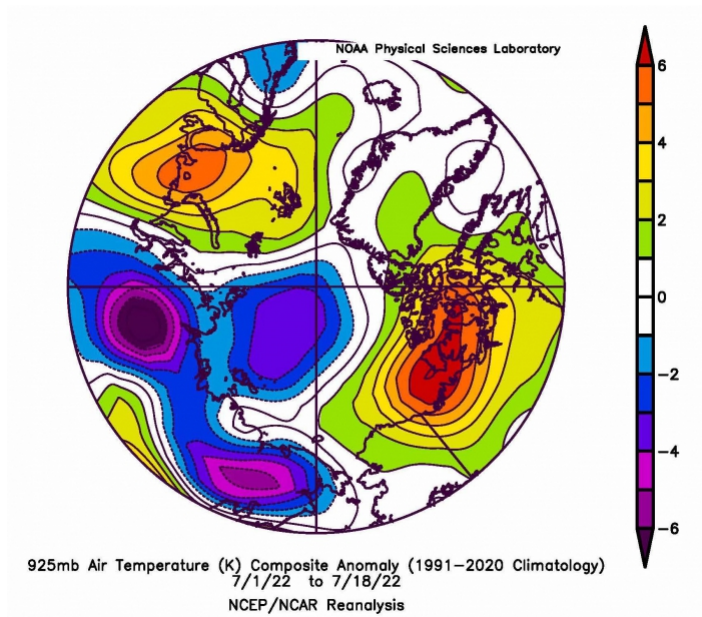 NOAA Physical Sciences Laboratory
6
4
2
0
−2
−4
−6
925mb Air Temperature (K) Composite Anomaly (1991−2020 Climatology)
7/1/22 to 7/18/22
NCEP/NCAR Reanalysis